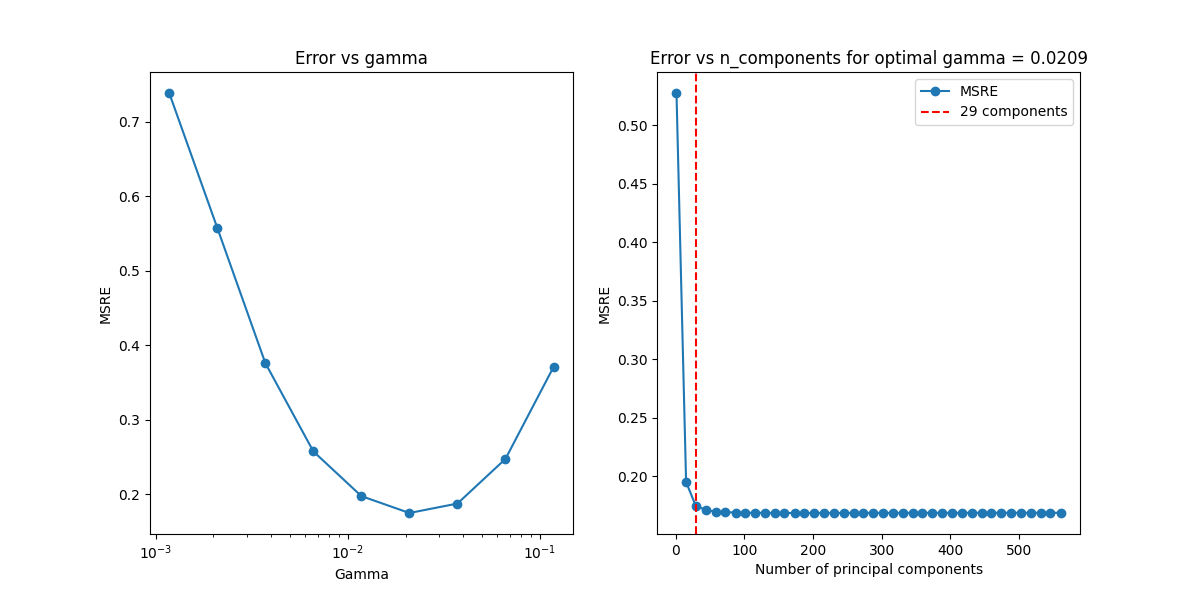 Error vs gamma
0.7
0.6
0.5
0.4
0.3
0.2
MSRE
10⁻³
10⁻²
10⁻¹
Gamma
Error vs n_components for optimal gamma = 0.0209
MSRE
29 components
0.50
0.45
0.40
0.35
0.30
0.25
0.20
MSRE
0
100
200
300
400
500
Number of principal components